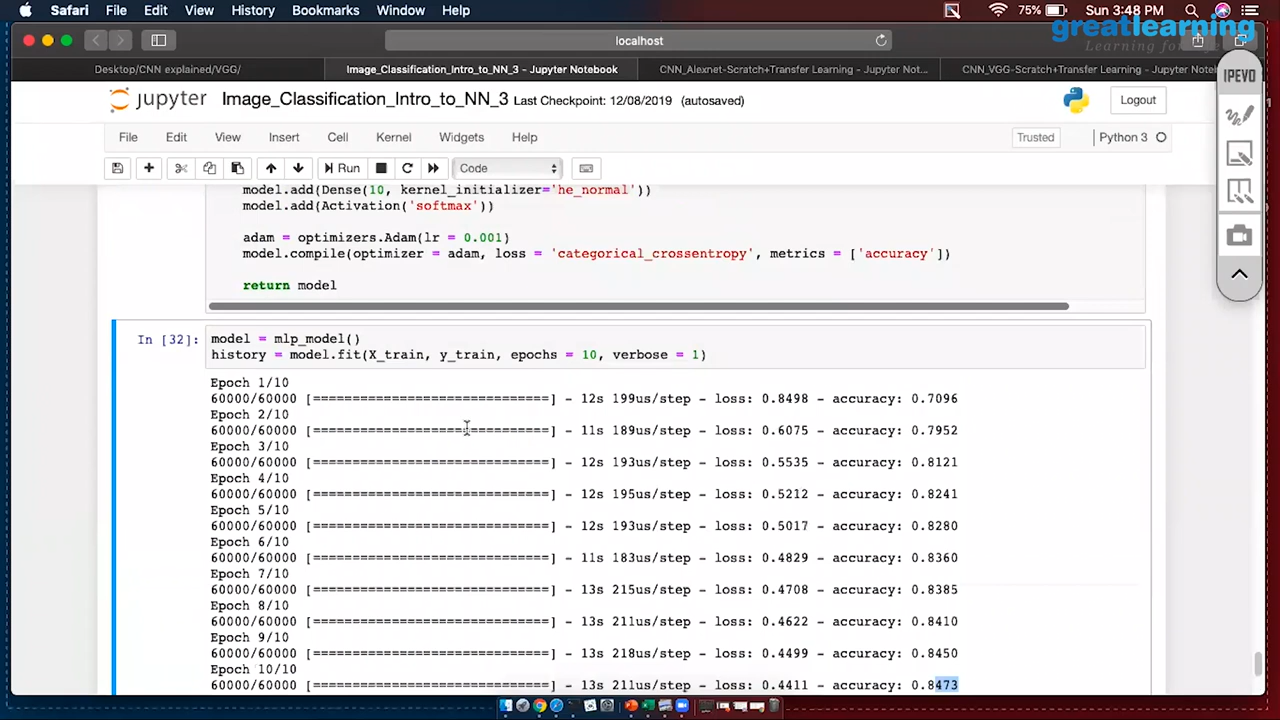 Safari File Edit View History Bookmarks Window Help 75% Sun 3:48 PM
greatlearning
Learning for
localhost
Desktop/CNN explained/VGG/ Image_Classification_Intro_to_NN_3 - Jupyter Notebook CNN_Alexnet-Scratch+Transfer Learning - Jupyter Not... CNN_VGG-Scratch+Transfer Learning - Jupyter Note
IPEVO
jupyter Image_Classification_Intro_to_NN_3 Last Checkpoint: 12/08/2019 (autosaved) Logout
File Edit View Insert Cell Kernel Widgets Help Trusted Python 3
Run Code
model.add(Dense(10, kernel_initializer='he_normal'))
model.add(Activation('softmax'))
adam = optimizers.Adam(lr = 0.001)
model.compile(optimizer = adam, loss = 'categorical_crossentropy', metrics = ['accuracy'])
return model
In [32]: model = mlp_model()
history = model.fit(X_train, y_train, epochs = 10, verbose = 1)
Epoch 1/10
60000/60000 [==============================] - 12s 199us/step - loss: 0.8498 - accuracy: 0.7096
Epoch 2/10
60000/60000 [==============================] - 11s 189us/step - loss: 0.6075 - accuracy: 0.7952
Epoch 3/10
60000/60000 [==============================] - 12s 193us/step - loss: 0.5535 - accuracy: 0.8121
Epoch 4/10
60000/60000 [==============================] - 12s 195us/step - loss: 0.5212 - accuracy: 0.8241
Epoch 5/10
60000/60000 [==============================] - 12s 193us/step - loss: 0.5017 - accuracy: 0.8280
Epoch 6/10
60000/60000 [==============================] - 11s 183us/step - loss: 0.4829 - accuracy: 0.8360
Epoch 7/10
60000/60000 [==============================] - 13s 215us/step - loss: 0.4708 - accuracy: 0.8385
Epoch 8/10
60000/60000 [==============================] - 13s 211us/step - loss: 0.4622 - accuracy: 0.8410
Epoch 9/10
60000/60000 [==============================] - 13s 218us/step - loss: 0.4499 - accuracy: 0.8450
Epoch 10/10
60000/60000 [==============================] - 13s 211us/step - loss: 0.4411 - accuracy: 0.8473